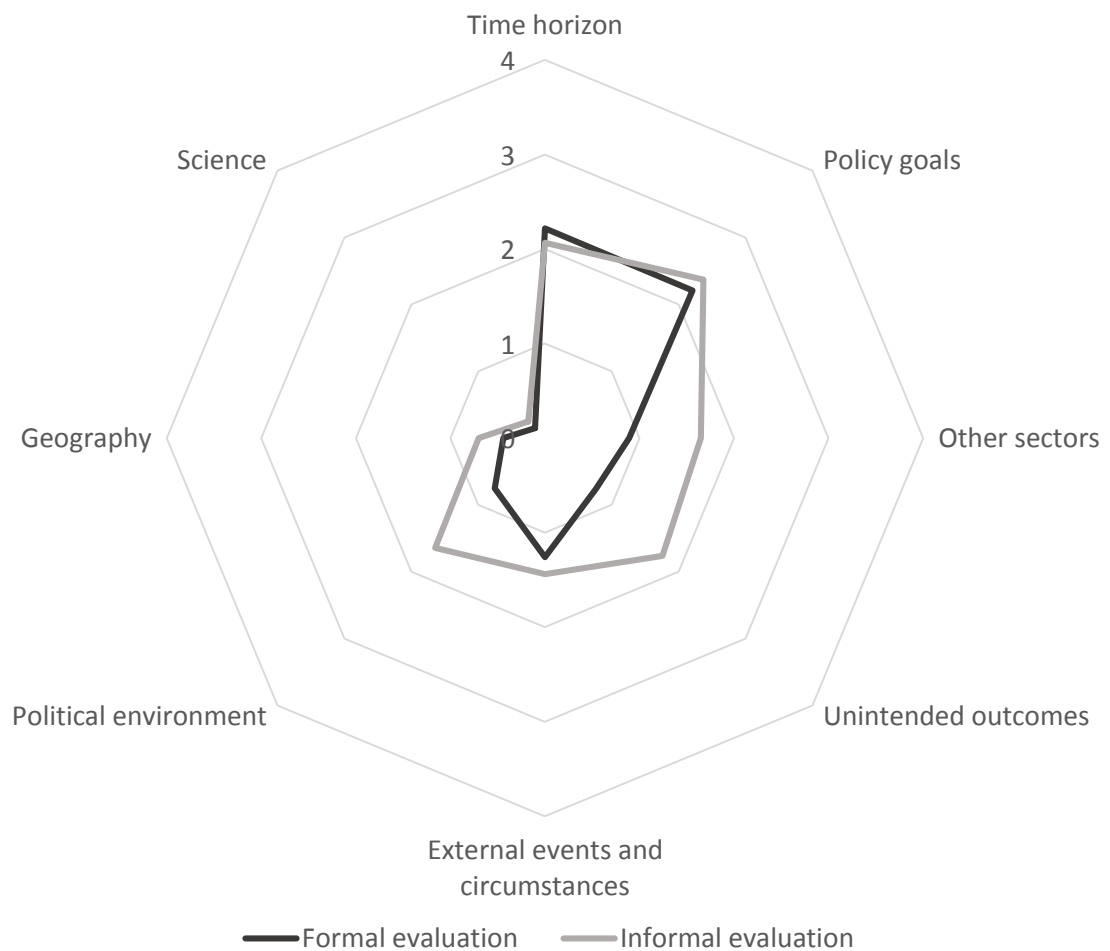 Time horizon
4
Science
3
Policy goals
2
1
Geography
0
Other sectors
Political environment
Unintended outcomes
External events and
circumstances
Formal evaluation
Informal evaluation